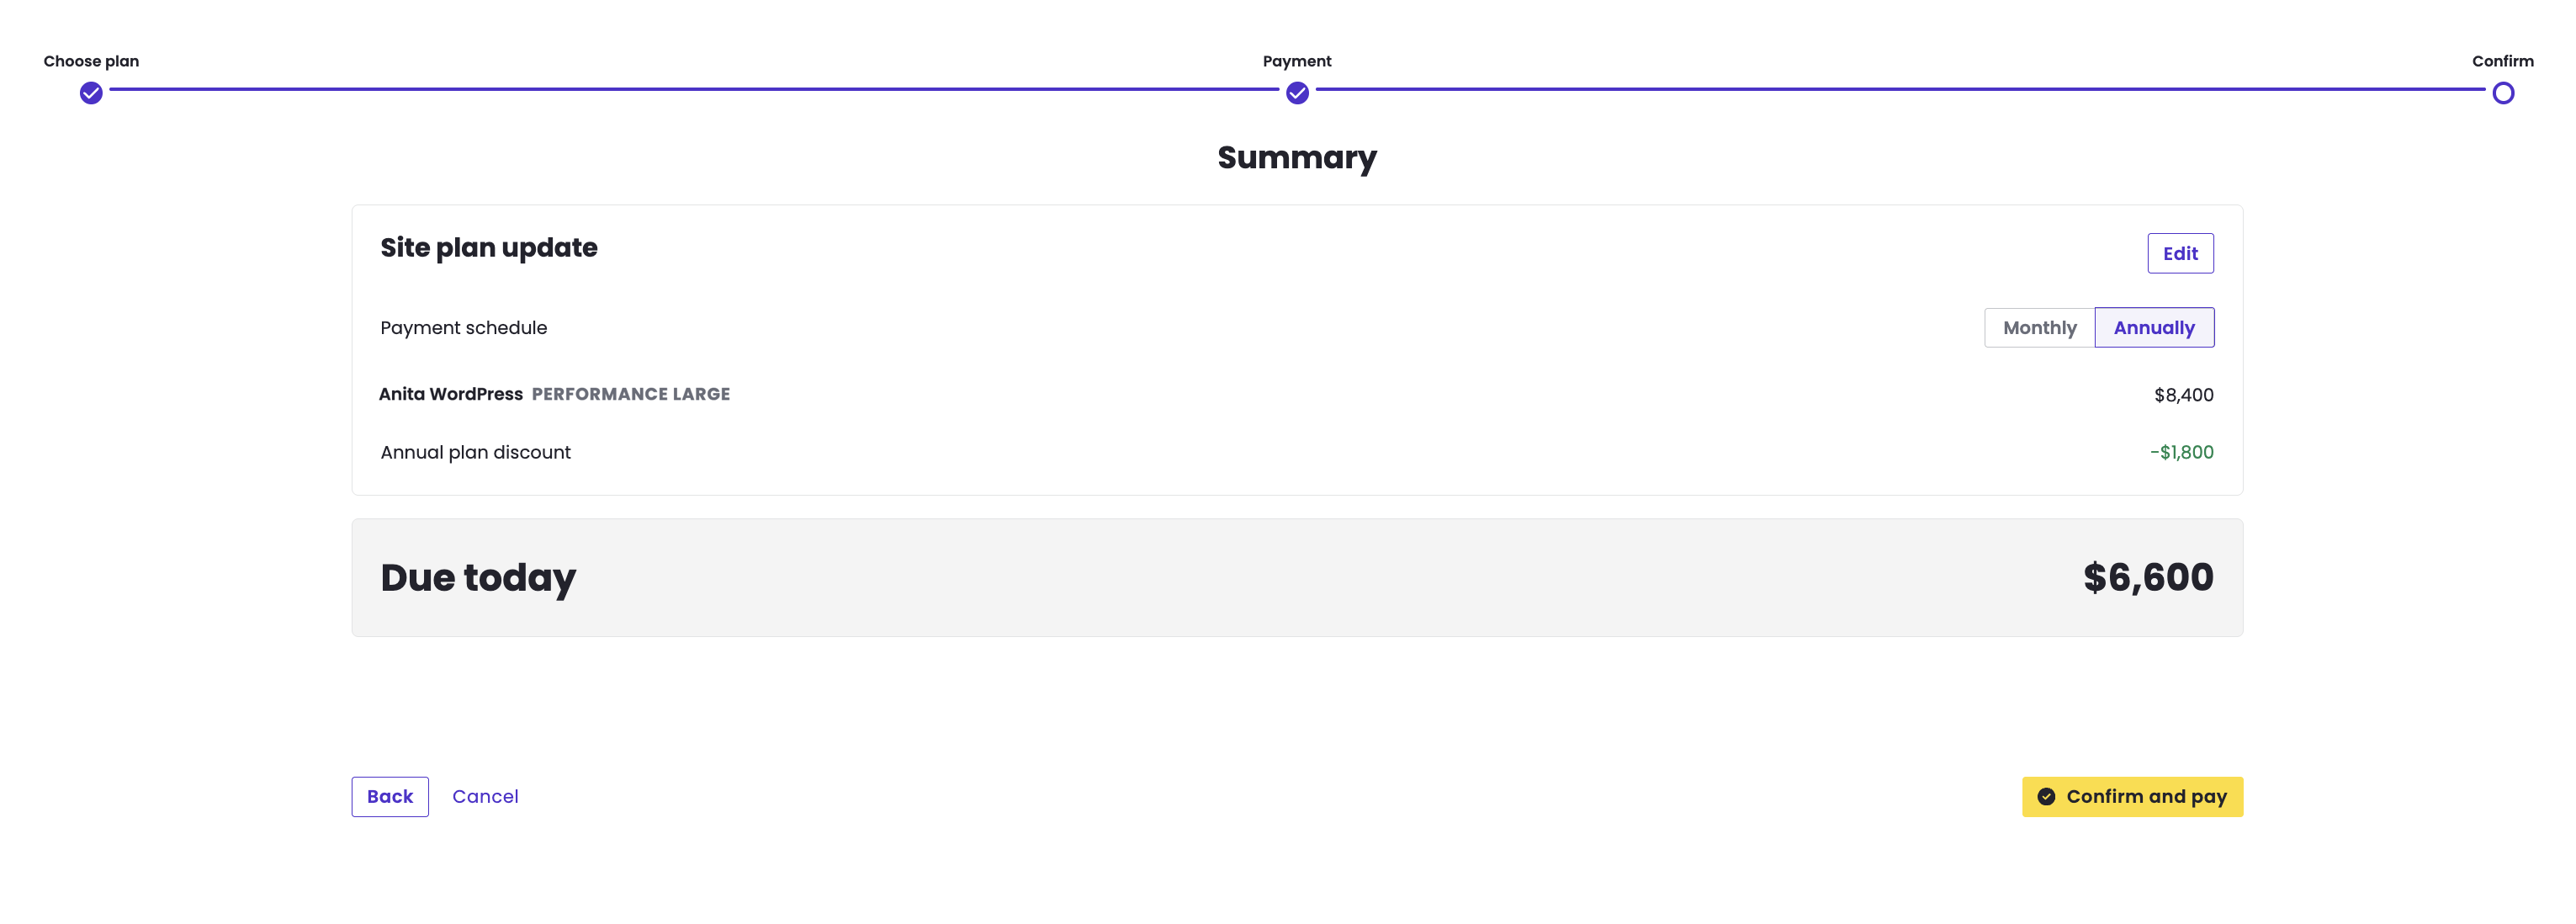 Choose plan
Payment
Confirm
Summary
Site plan update
Edit
Payment schedule
Monthly
Annually
Anita WordPress PERFORMANCE LARGE
$8,400
Annual plan discount
-$1,800
Due today
$6,600
Back
Cancel
Confirm and pay